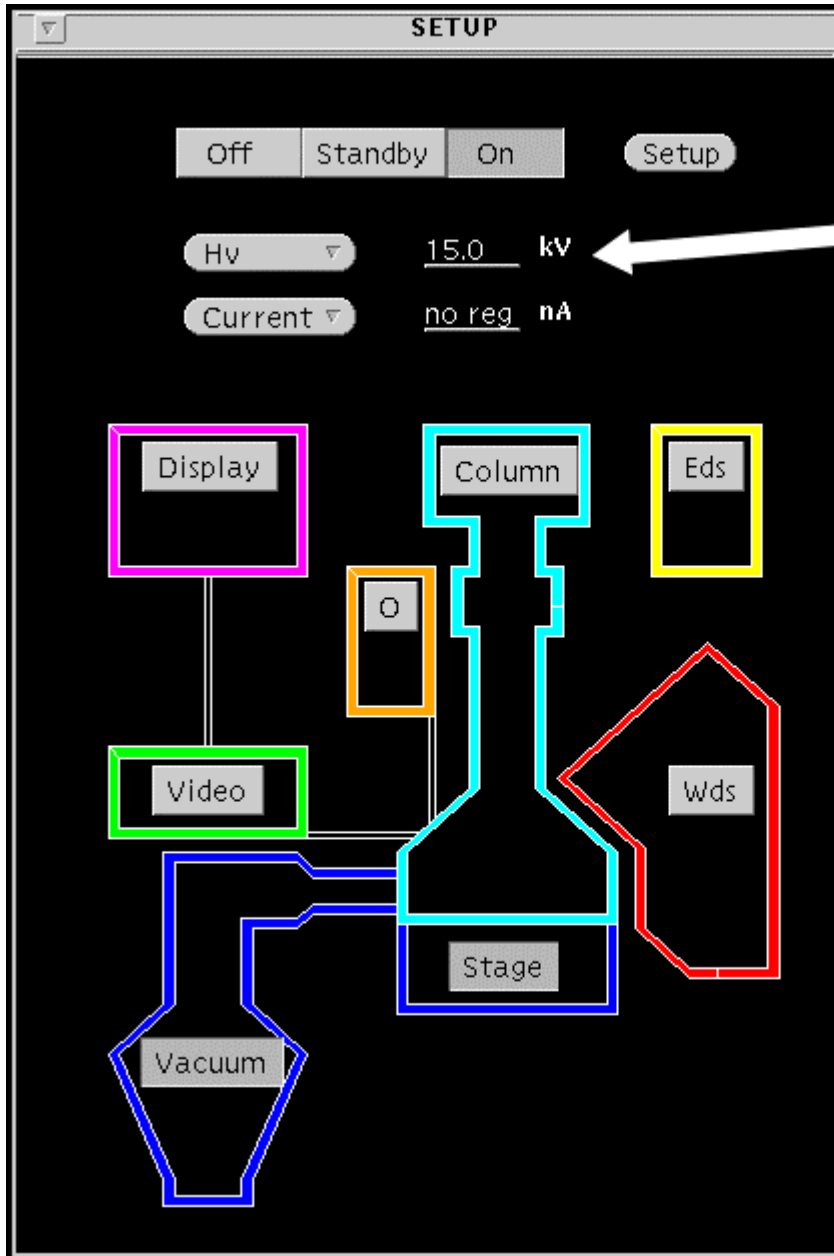 SETUP
Off Standby On Setup
Hv 15.0 kV
Current no reg nA
Display Column Eds
O
Video Wds
Stage
Vacuum